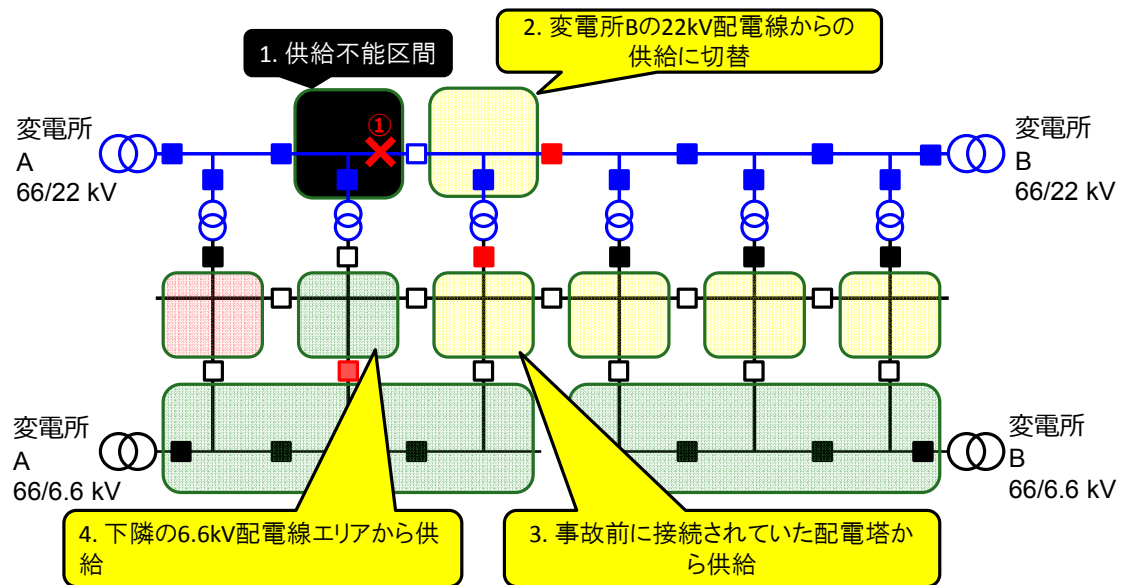 2. 変電所Bの22kV配電線からの
供給に切替
1. 供給不能区間
①
変電所
A
66/22 kV
変電所
B
66/22 kV
変電所
A
66/6.6 kV
変電所
B
66/6.6 kV
4. 下隣の6.6kV配電線エリアから供
給
3. 事故前に接続されていた配電塔か
ら供給